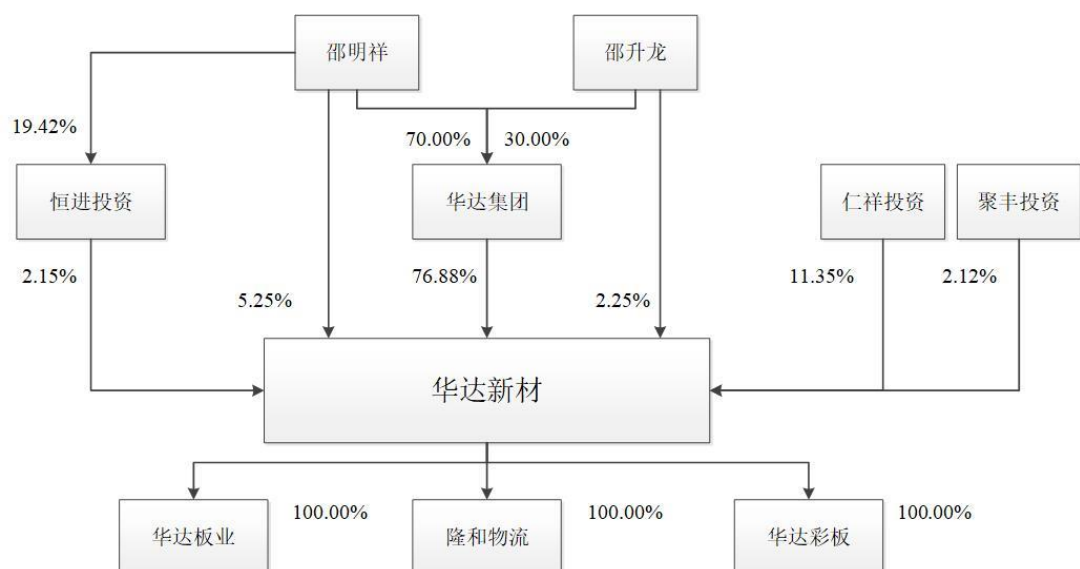 邵明祥
邵升龙
19.42%
70.00%
30.00%
恒进投资
华达集团
仁祥投资
聚丰投资
2.15%
5.25%
76.88%
2.25%
11.35%
2.12%
华达新材
华达板业
100.00%
隆和物流
100.00%
华达彩板
100.00%